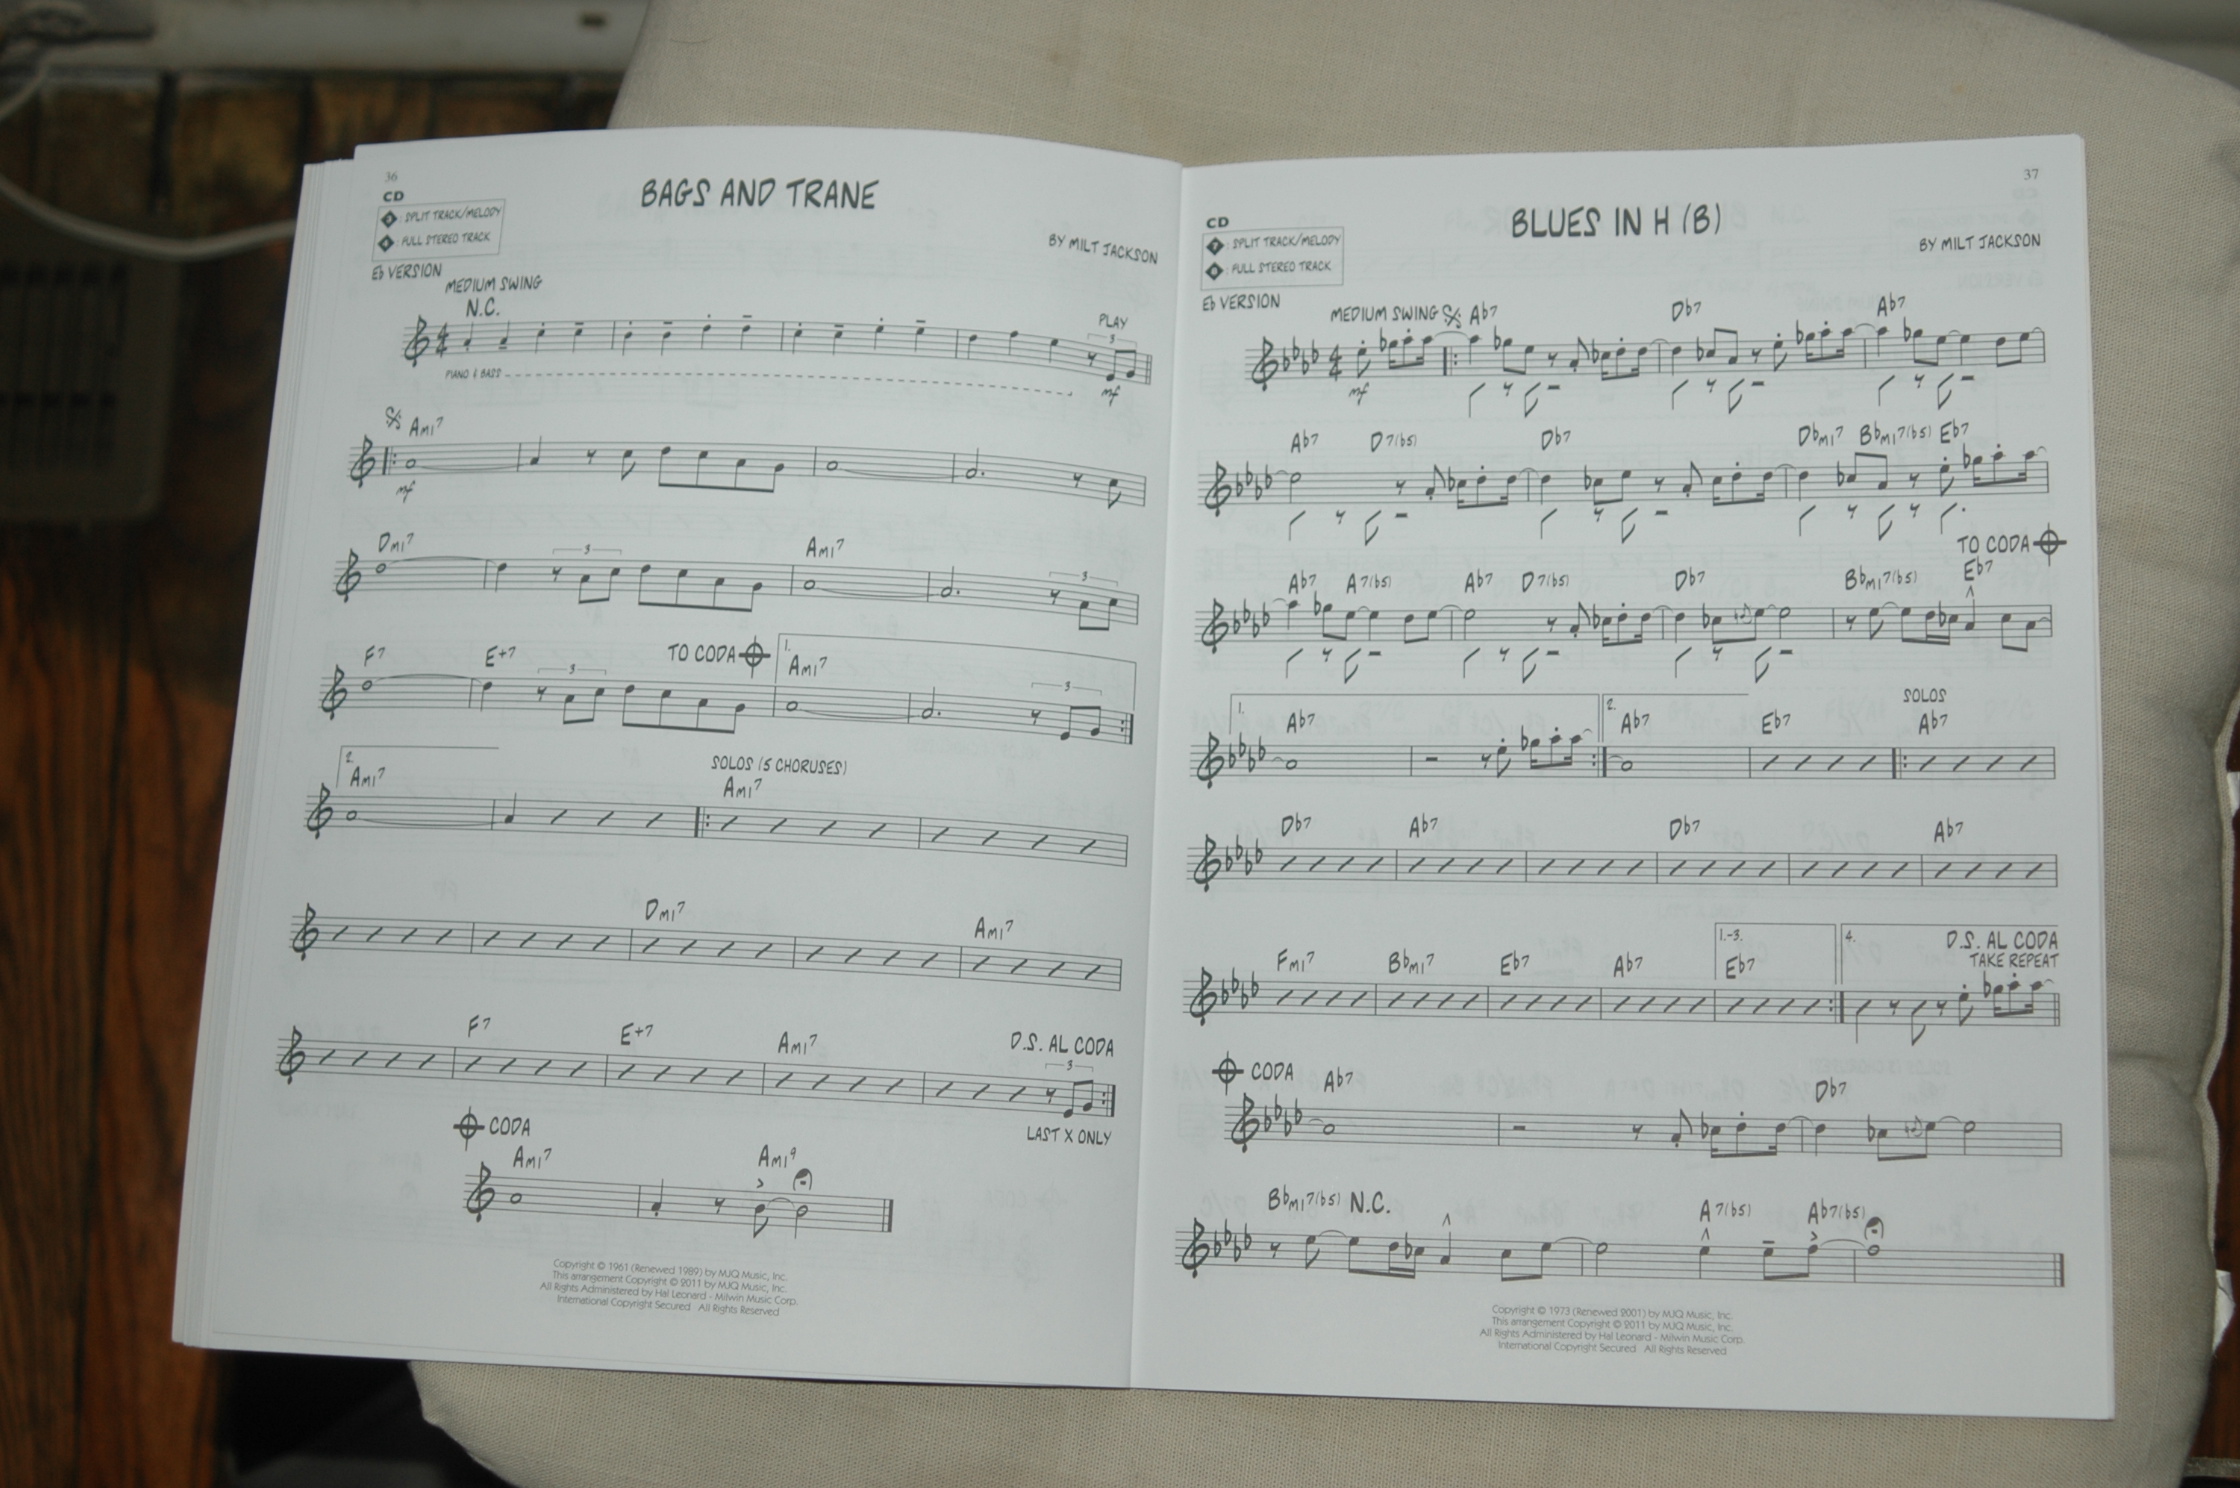 36
CD
3 : SPLIT TRACK/MELODY
4 : FULL STEREO TRACK
BAGS AND TRANE
BY MILT JACKSON
E♭ VERSION
MEDIUM SWING
N.C.
PLAY
3
PIANO & BASS
mf
Ami7
mf
Dmi7 Ami7
3 3
F7 E+7 TO CODA 1. Ami7
3 3
2. Ami7 SOLOS (5 CHORUSES) Ami7
Dmi7 Ami7
F7 E+7 Ami7 D.S. AL CODA
3
LAST X ONLY
CODA
Ami7 Ami9
Copyright © 1961 (Renewed 1989) by MJQ Music, Inc.
This arrangement Copyright © 2011 by MJQ Music, Inc.
All Rights Administered by Hal Leonard - Milwin Music Corp.
International Copyright Secured All Rights Reserved
37
CD
7 : SPLIT TRACK/MELODY
8 : FULL STEREO TRACK
BLUES IN H (B)
BY MILT JACKSON
E♭ VERSION
MEDIUM SWING A♭7 D♭7 A♭7
mf
A♭7 D7(♭5) D♭7 D♭mi7 B♭mi7(♭5) E♭7
TO CODA
A♭7 A7(♭5) A♭7 D7(♭5) D♭7 B♭mi7(♭5) E♭7
1. A♭7 2. A♭7 E♭7 SOLOS A♭7
D♭7 A♭7 D♭7 A♭7
Fmi7 B♭mi7 E♭7 A♭7 1.-3. E♭7 4. D.S. AL CODA
TAKE REPEAT
CODA A♭7 D♭7
B♭mi7(♭5) N.C. A7(♭5) A♭7(♭5)
Copyright © 1973 (Renewed 2001) by MJQ Music, Inc.
This arrangement Copyright © 2011 by MJQ Music, Inc.
All Rights Administered by Hal Leonard - Milwin Music Corp.
International Copyright Secured All Rights Reserved